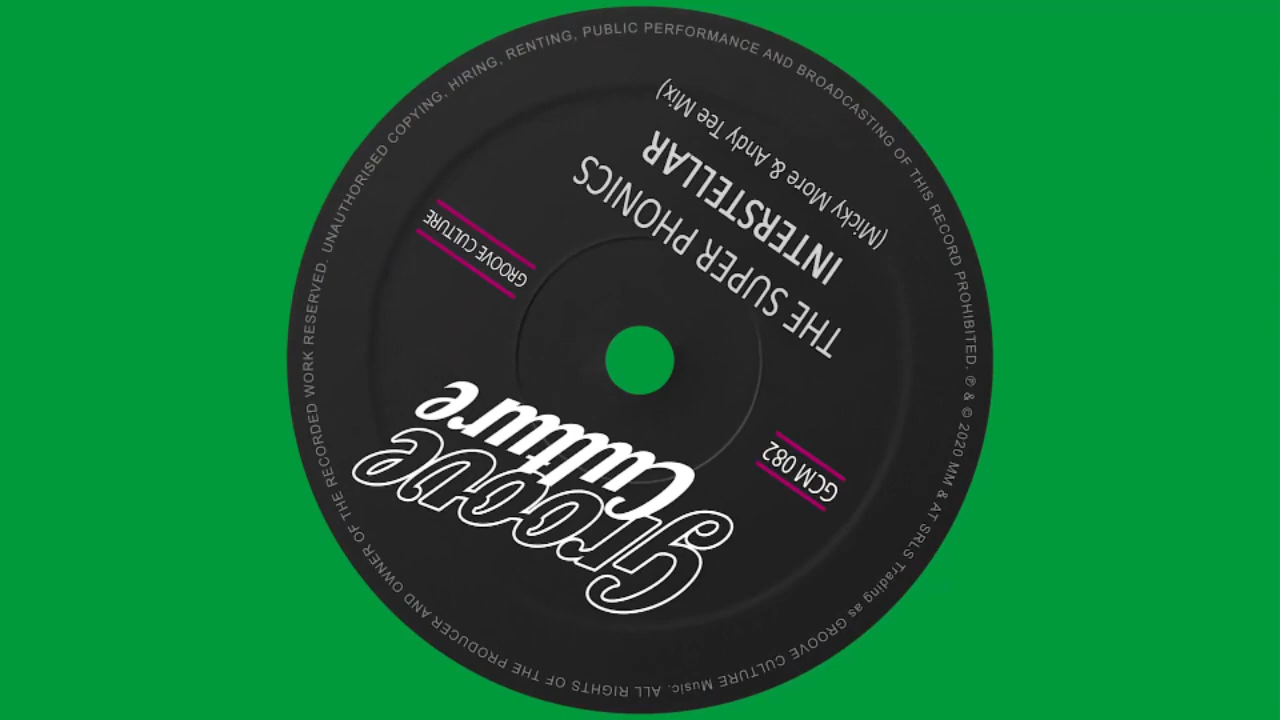 groove
Culture
GCM 082
GROOVE CULTURE
THE SUPER PHONICS
INTERSTELLAR
(Micky More & Andy Tee Mix)
ALL RIGHTS OF THE PRODUCER AND OWNER OF THE RECORDED WORK RESERVED. UNAUTHORISED COPYING, HIRING, RENTING, PUBLIC PERFORMANCE AND BROADCASTING OF THIS RECORD PROHIBITED. ℗ & © 2020 MM & AT SRLS Trading as GROOVE CULTURE Music.